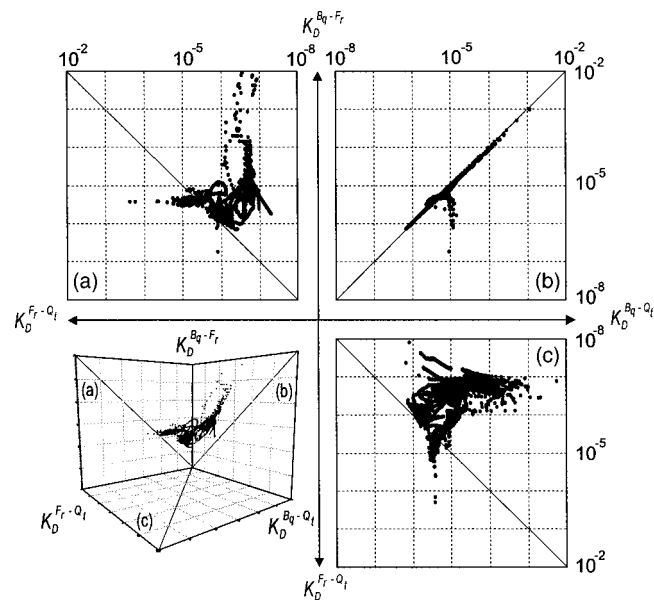 K_D^{Bq-Fr}
10^{-2} 10^{-5} 10^{-8} 10^{-5} 10^{-2}
10^{-5}
(a) (b)
10^{-8}
K_D^{Fr-Qt} K_D^{Bq-Qt}
10^{-8}
K_D^{Bq-Fr} (c)
(a) (b)
10^{-5}
(c)
K_D^{Fr-Qt} K_D^{Bq-Qt}
10^{-2}
K_D^{Fr-Qt}